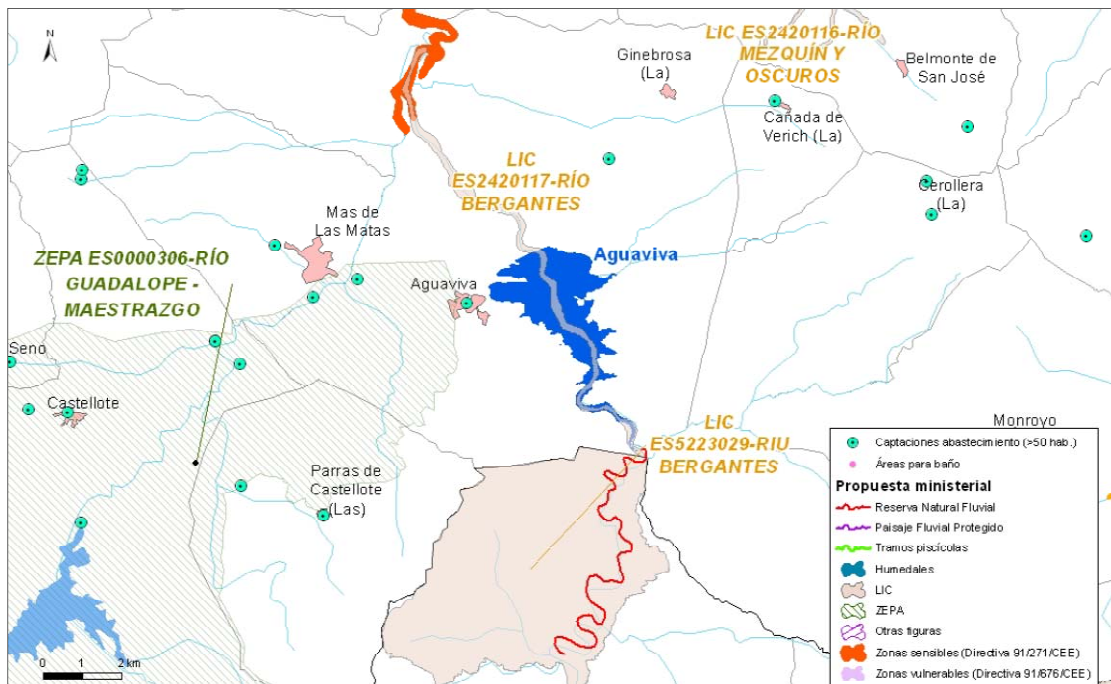 N
LIC ES2420116-RÍO
MEZQUÍN Y
OSCUROS
Ginebrosa
(La)
Belmonte de
San José
Cañada de
Verich (La)
LIC
ES2420117-RÍO
BERGANTES
Cerollera
(La)
Mas de
Las Matas
ZEPA ES0000306-RÍO
GUADALOPE -
MAESTRAZGO
Aguaviva
Aguaviva
Seno
Castellote
LIC
ES5223029-RIU
BERGANTES
Monroyo
Parras de
Castellote
(Las)
0 1 2 km
Captaciones abastecimiento (>50 hab.)
Áreas para baño
Propuesta ministerial
Reserva Natural Fluvial
Paisaje Fluvial Protegido
Tramos piscícolas
Humedales
LIC
ZEPA
Otras figuras
Zonas sensibles (Directiva 91/271/CEE)
Zonas vulnerables (Directiva 91/676/CEE)